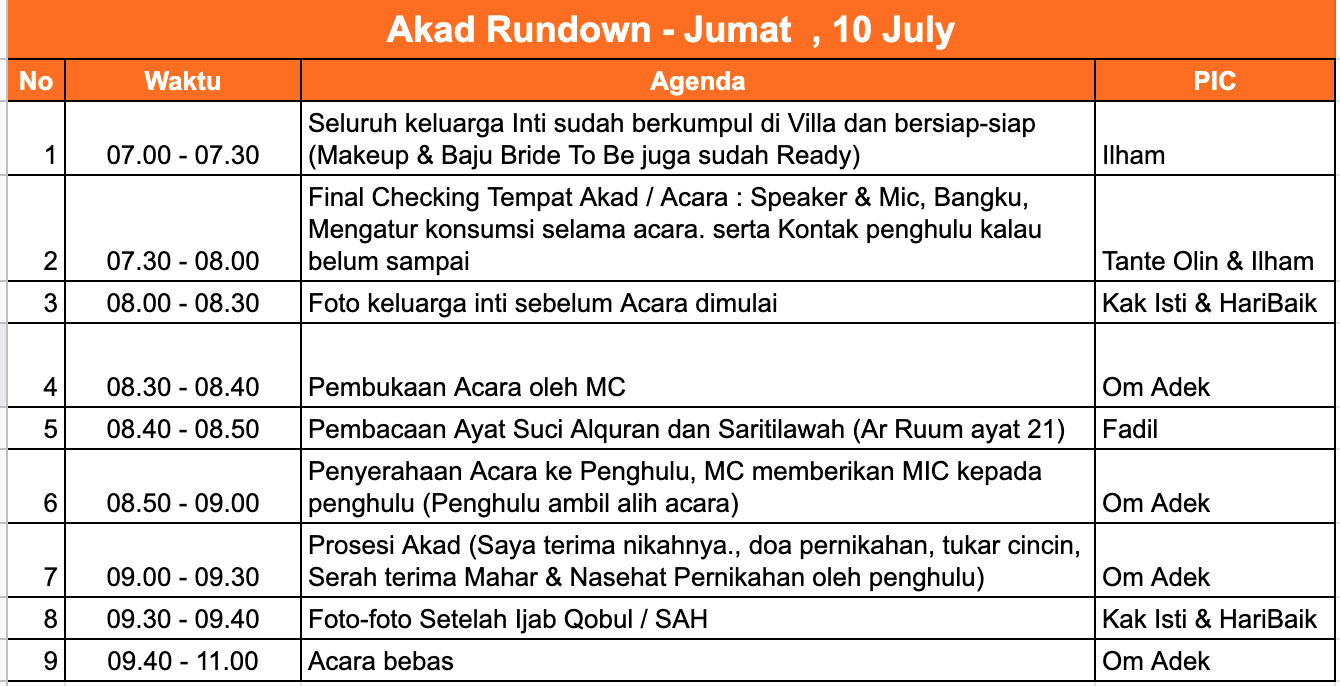 Akad Rundown - Jumat , 10 July
No Waktu Agenda PIC
Seluruh keluarga Inti sudah berkumpul di Villa dan bersiap-siap
1 07.00 - 07.30 (Makeup & Baju Bride To Be juga sudah Ready) Ilham
Final Checking Tempat Akad / Acara : Speaker & Mic, Bangku,
Mengatur konsumsi selama acara. serta Kontak penghulu kalau
2 07.30 - 08.00 belum sampai Tante Olin & Ilham
3 08.00 - 08.30 Foto keluarga inti sebelum Acara dimulai Kak Isti & HariBaik
4 08.30 - 08.40 Pembukaan Acara oleh MC Om Adek
5 08.40 - 08.50 Pembacaan Ayat Suci Alquran dan Saritilawah (Ar Ruum ayat 21) Fadil
Penyerahaan Acara ke Penghulu, MC memberikan MIC kepada
6 08.50 - 09.00 penghulu (Penghulu ambil alih acara) Om Adek
Prosesi Akad (Saya terima nikahnya., doa pernikahan, tukar cincin,
7 09.00 - 09.30 Serah terima Mahar & Nasehat Pernikahan oleh penghulu) Om Adek
8 09.30 - 09.40 Foto-foto Setelah Ijab Qobul / SAH Kak Isti & HariBaik
9 09.40 - 11.00 Acara bebas Om Adek